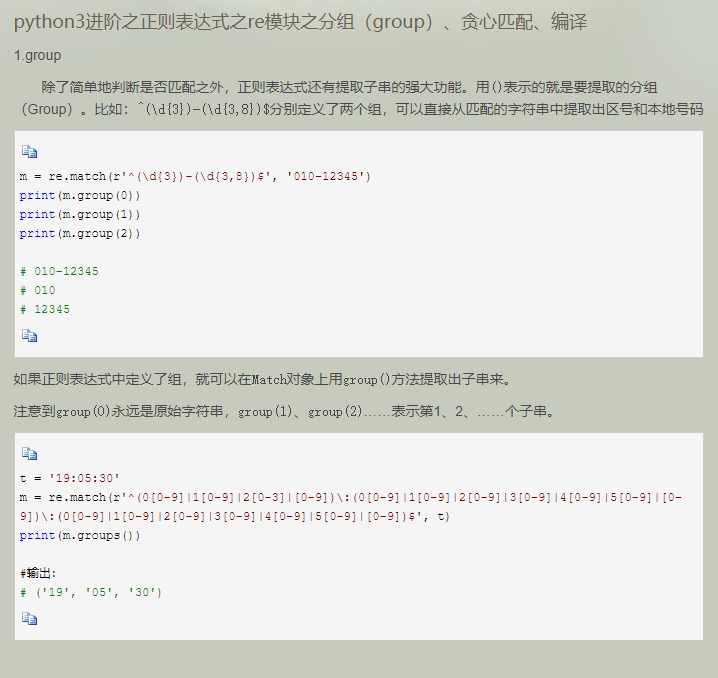 python3进阶之正则表达式之re模块之分组（group）、贪心匹配、编译
1.group
除了简单地判断是否匹配之外，正则表达式还有提取子串的强大功能。用()表示的就是要提取的分组
（Group）。比如：^(\d{3})-(\d{3,8})$分别定义了两个组，可以直接从匹配的字符串中提取出区号和本地号码
m = re.match(r'^(\d{3})-(\d{3,8})$', '010-12345')
print(m.group(0))
print(m.group(1))
print(m.group(2))
# 010-12345
# 010
# 12345
如果正则表达式中定义了组，就可以在Match对象上用group()方法提取出子串来。
注意到group(0)永远是原始字符串，group(1)、group(2)……表示第1、2、……个子串。
t = '19:05:30'
m = re.match(r'^(0[0-9]|1[0-9]|2[0-3]|[0-9])\:(0[0-9]|1[0-9]|2[0-9]|3[0-9]|4[0-9]|5[0-9]|[0-
9])\:(0[0-9]|1[0-9]|2[0-9]|3[0-9]|4[0-9]|5[0-9]|[0-9])$', t)
print(m.groups())
#输出：
# ('19', '05', '30')